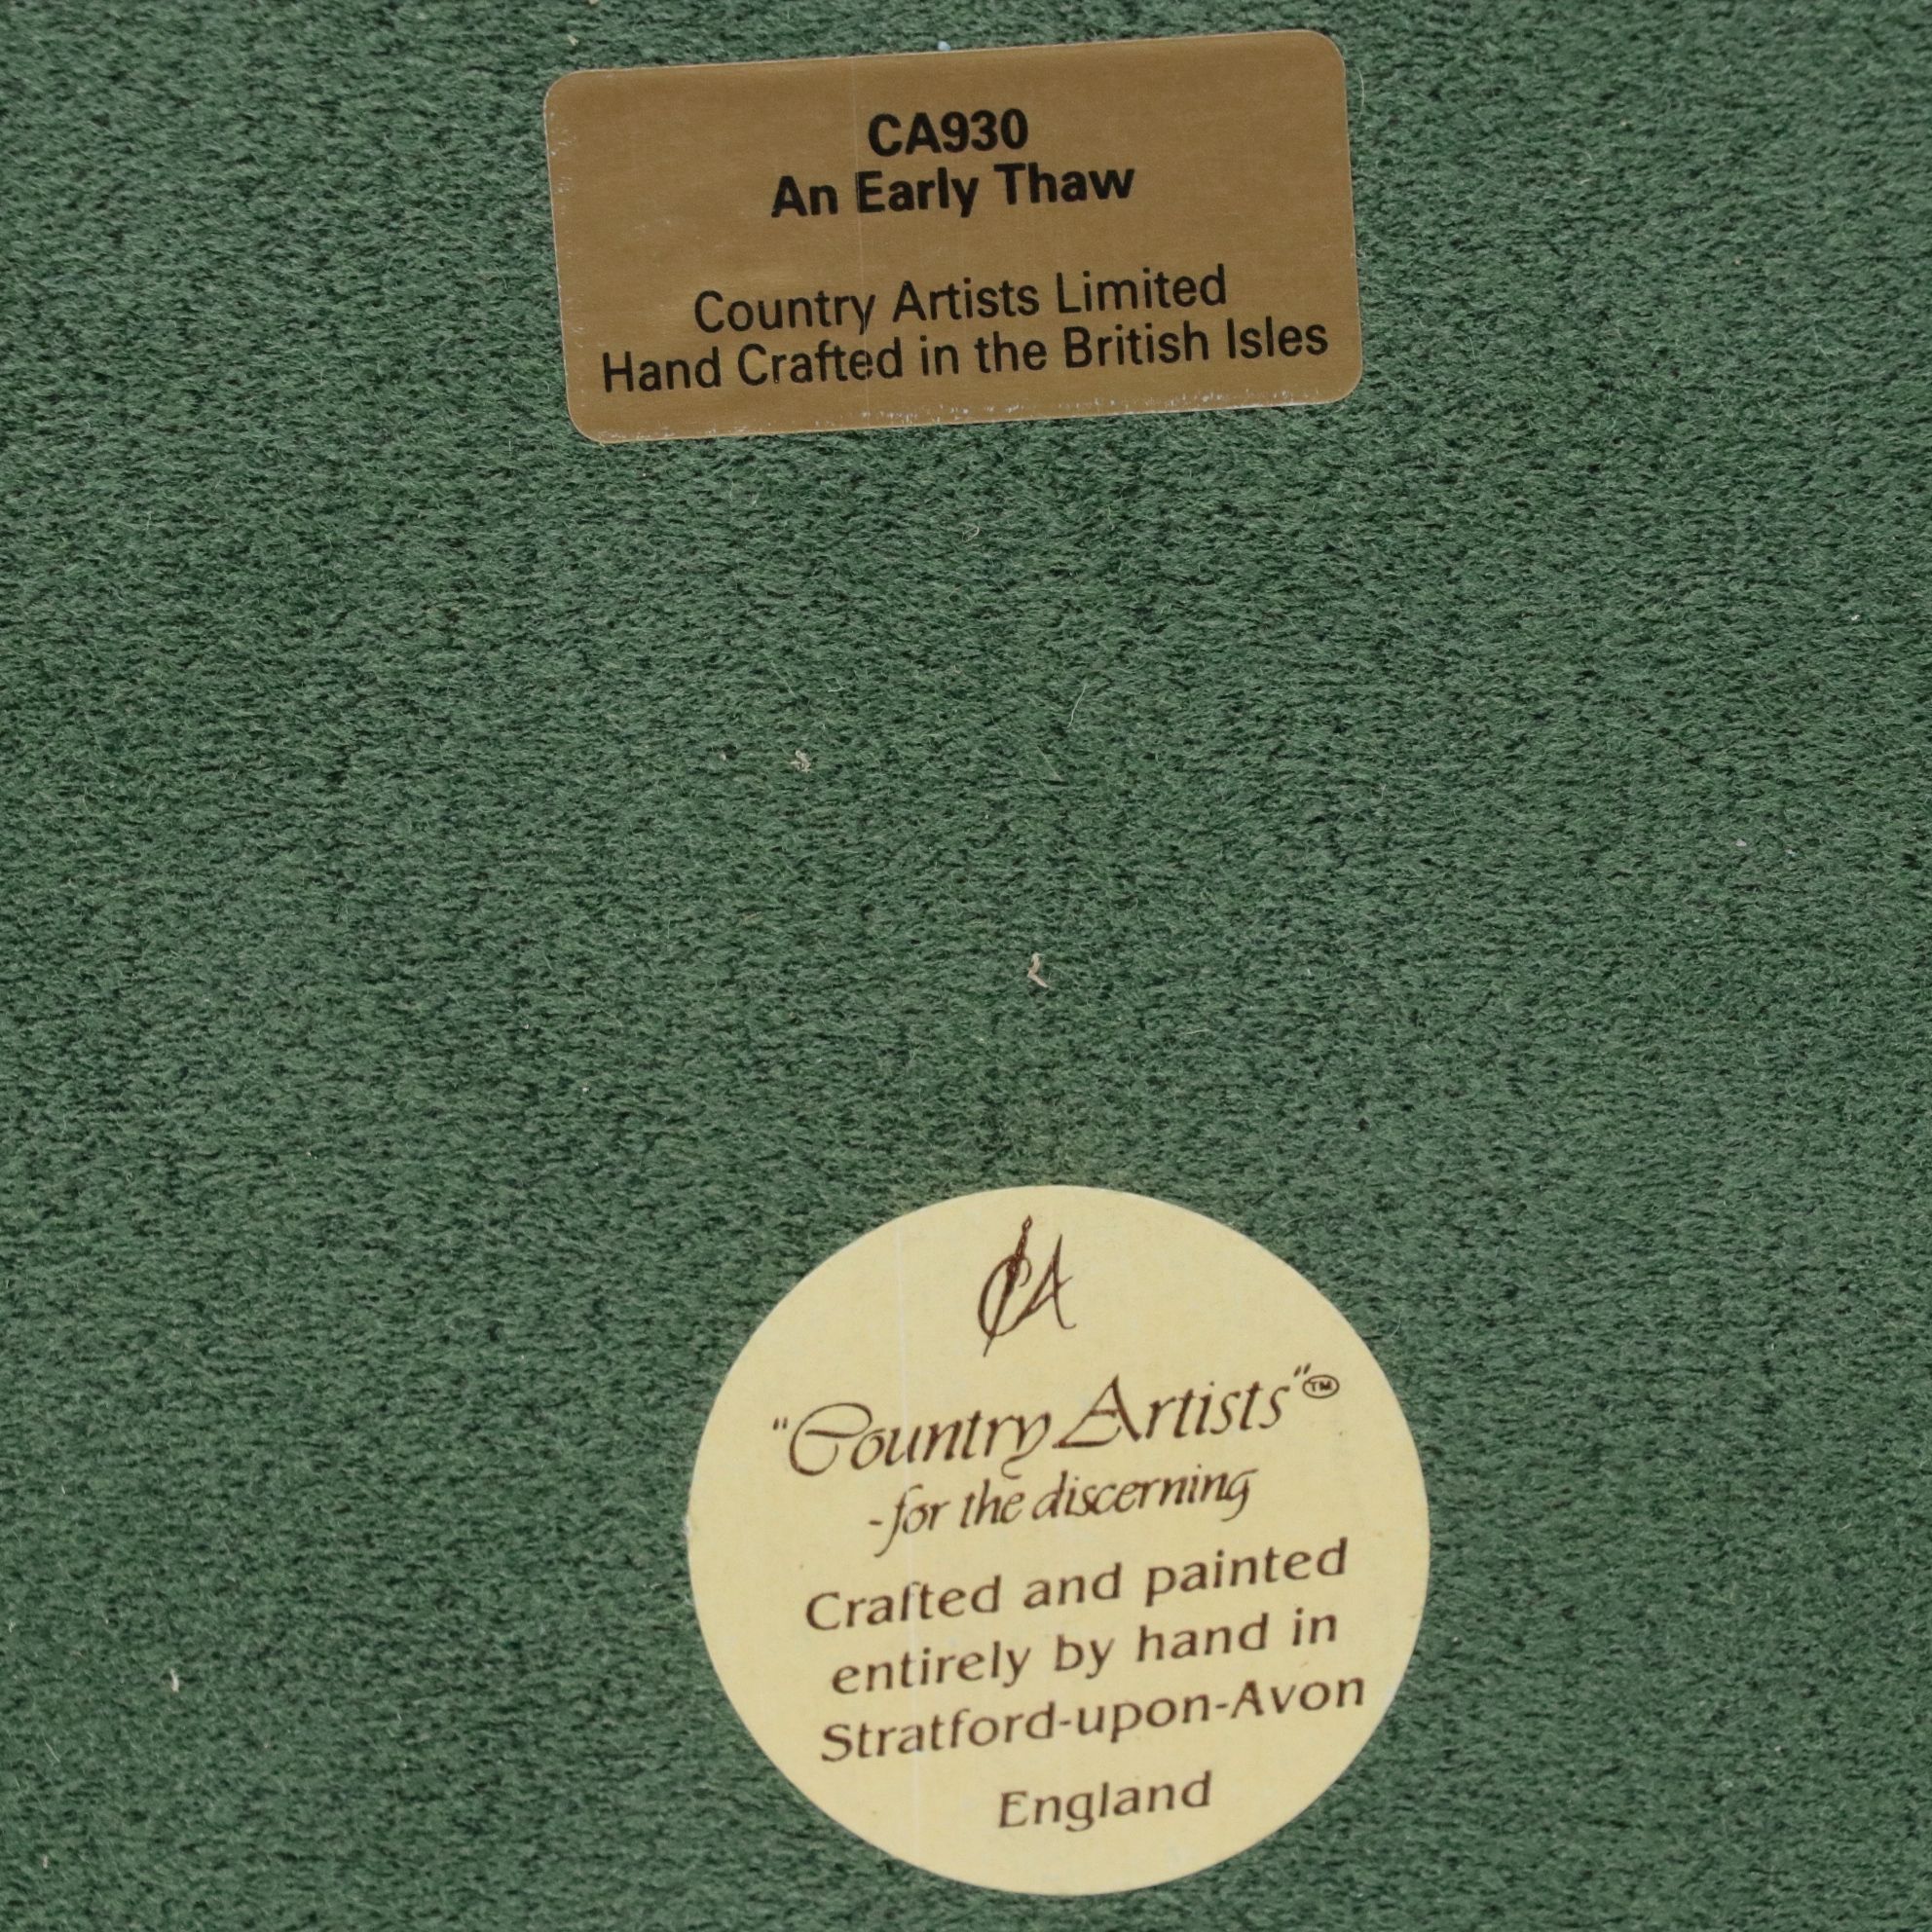 CA930
An Early Thaw
Country Artists Limited
Hand Crafted in the British Isles
CA
"Country Artists"™
-for the discerning
Crafted and painted
entirely by hand in
Stratford-upon-Avon
England